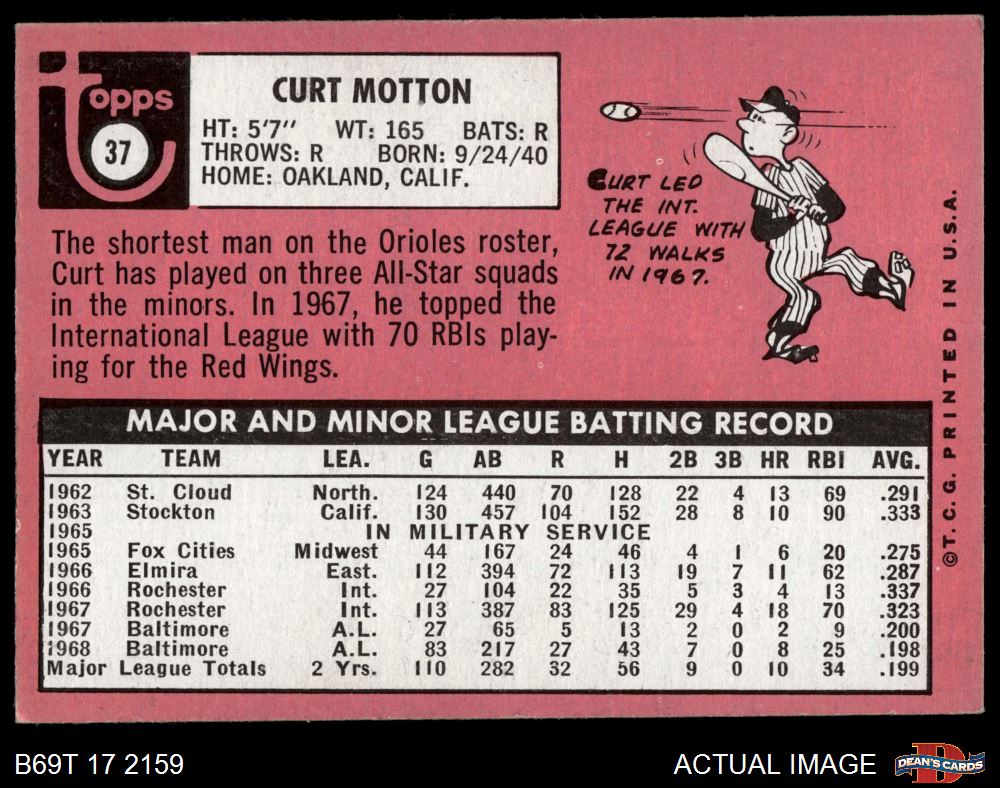 Topps
37
CURT MOTTON
HT: 5'7" WT: 165 BATS: R
THROWS: R BORN: 9/24/40
HOME: OAKLAND, CALIF.
CURT LED
THE INT.
LEAGUE WITH
72 WALKS
IN 1967.
The shortest man on the Orioles roster,
Curt has played on three All-Star squads
in the minors. In 1967, he topped the
International League with 70 RBIs play-
ing for the Red Wings.
MAJOR AND MINOR LEAGUE BATTING RECORD
YEAR TEAM LEA. G AB R H 2B 3B HR RBI AVG.
1962 St. Cloud North. 124 440 70 128 22 4 13 69 .291
1963 Stockton Calif. 130 457 104 152 28 8 10 90 .333
1965 IN MILITARY SERVICE
1965 Fox Cities Midwest 44 167 24 46 4 1 6 20 .275
1966 Elmira East. 112 394 72 113 19 7 11 62 .287
1966 Rochester Int. 27 104 22 35 5 3 4 13 .337
1967 Rochester Int. 113 387 83 125 29 4 18 70 .323
1967 Baltimore A.L. 27 65 5 13 2 0 2 9 .200
1968 Baltimore A.L. 83 217 27 43 7 0 8 25 .198
Major League Totals 2 Yrs. 110 282 32 56 9 0 10 34 .199
©T.C.G. PRINTED IN U.S.A.
B69T 17 2159
ACTUAL IMAGE
DEAN'S CARDS